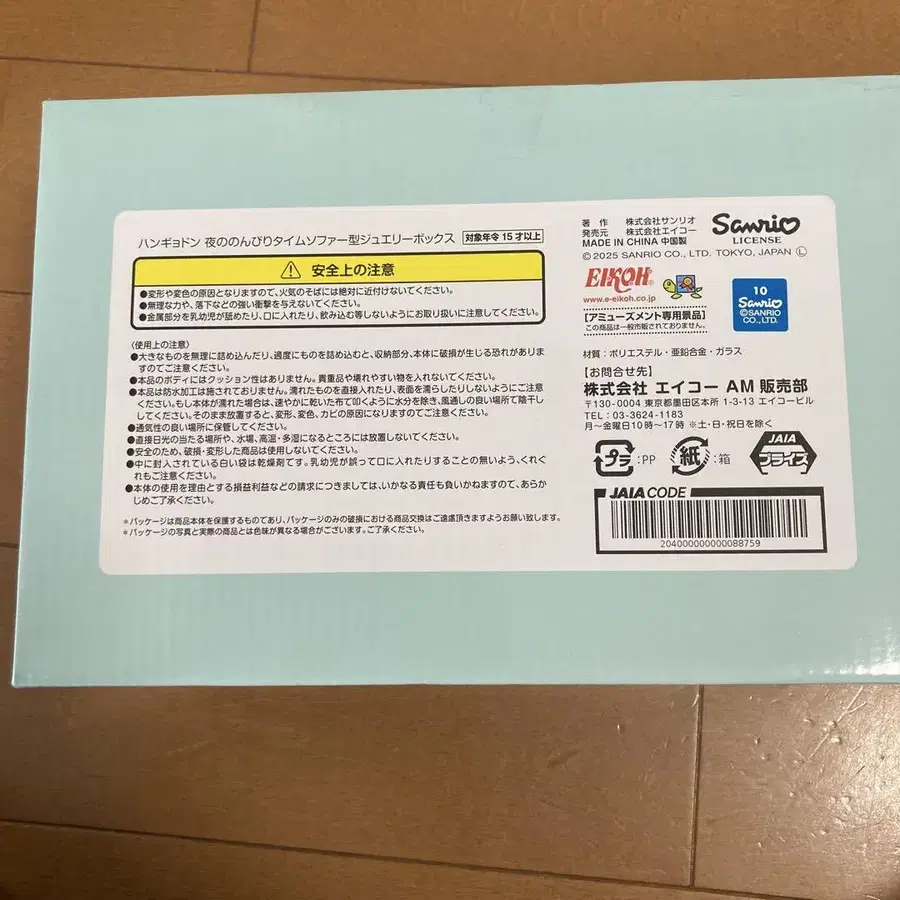 ハンギョドン 夜ののんびりタイムソファー型ジュエリーボックス 対象年令 15才以上
安全上の注意
●変形や変色の原因となりますので、火気のそばには絶対に近付けないでください。
●無理な力や、落下などの強い衝撃を与えないでください。
●金属部分を乳幼児が舐めたり、口に入れたり、飲込む等しないようにお取り扱いに注意してください。
〈使用上の注意〉
●大きなものを無理に詰め込んだり、過度にものを詰め込むと、収納部分、本体に破損が生じる恐れがありま
すのでご注意ください。
●本品のボディにはクッション性はありません。貴重品や壊れやすい物を入れないでください。
●本品は防水加工は施されておりません。濡れたものを直接入れたり、表面を濡らしたりしないようにご注意
ください。もし本体が濡れた場合は、速やかに乾いた布で叩くように水分を除き、風通しの良い場所で陰干し
してください。そのまま放置すると、変形、変色、カビの原因になりますのでご注意ください。
●通気性の良い場所に保管してください。
●直接日光の当たる場所や、水場、高温・多湿になるところには放置しないでください。
●安全のため、破損・変形した商品は使用しないでください。
●中に封入されている白い袋は乾燥剤です。乳幼児が誤って口に入れたりすることの無いよう、くれぐ
れもご注意ください。
●本体の使用を理由とする損益利益などの請求につきましては、いかなる責任も負いかねますので、あらか
じめご了承ください。
*パッケージは商品本体を保護するものであり、パッケージのみの破損における商品交換はご遠慮頂きますようお願い致します。
*パッケージの写真と実際の商品とは色味が異なる場合がございます。ご了承ください。
著 作 株式会社サンリオ
発売元 株式会社エイコー
MADE IN CHINA 中国製
Sanrio
LICENSE
© 2025 SANRIO CO., LTD. TOKYO, JAPAN Ⓛ
EIKOH
www.e-eikoh.co.jp
【アミューズメント専用景品】
この商品は一般市販されておりません。
10
Sanrio
©SANRIO
CO.,LTD.
材質:ポリエステル・亜鉛合金・ガラス
【お問合せ先】
株式会社 エイコー AM 販売部
〒130-0004 東京都墨田区本所 1-3-13 エイコービル
TEL:03-3624-1183
月~金曜日10時~17時 ※土・日・祝日を除く
プラ:PP 紙:箱 JAIA プライズ
JAIA CODE
204000000000088759